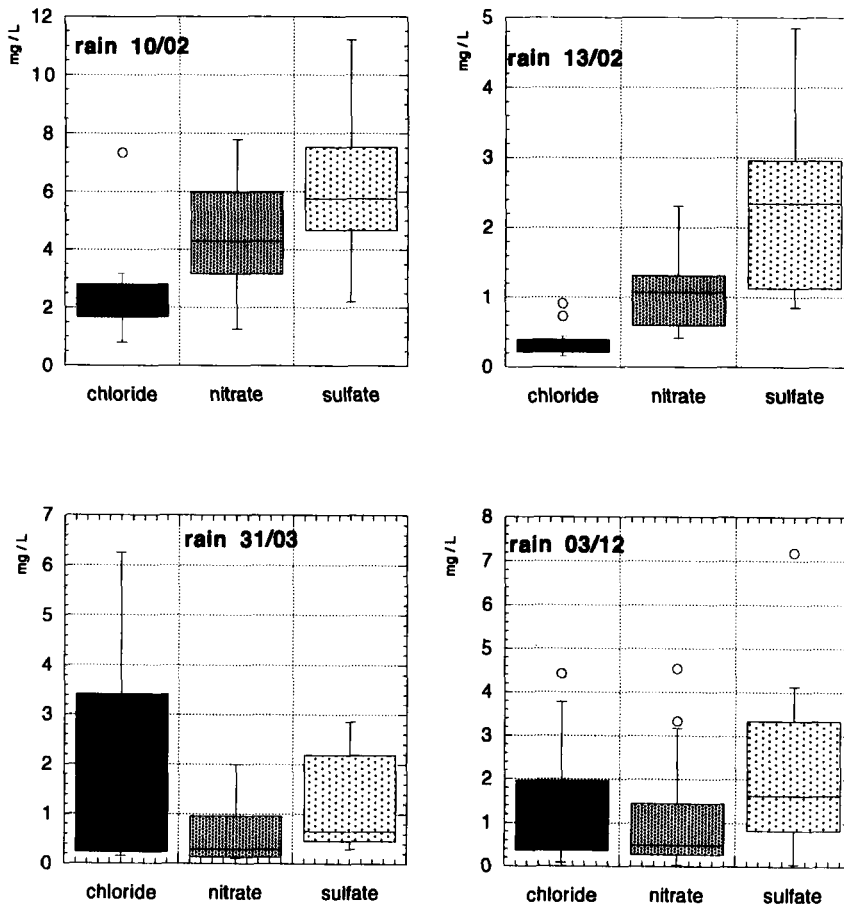 mg / L
rain 10/02
12
10
8
6
4
2
0
chloride nitrate sulfate
mg / L
rain 13/02
5
4
3
2
1
0
chloride nitrate sulfate
mg / L
rain 31/03
7
6
5
4
3
2
1
0
chloride nitrate sulfate
mg / L
rain 03/12
8
7
6
5
4
3
2
1
0
chloride nitrate sulfate